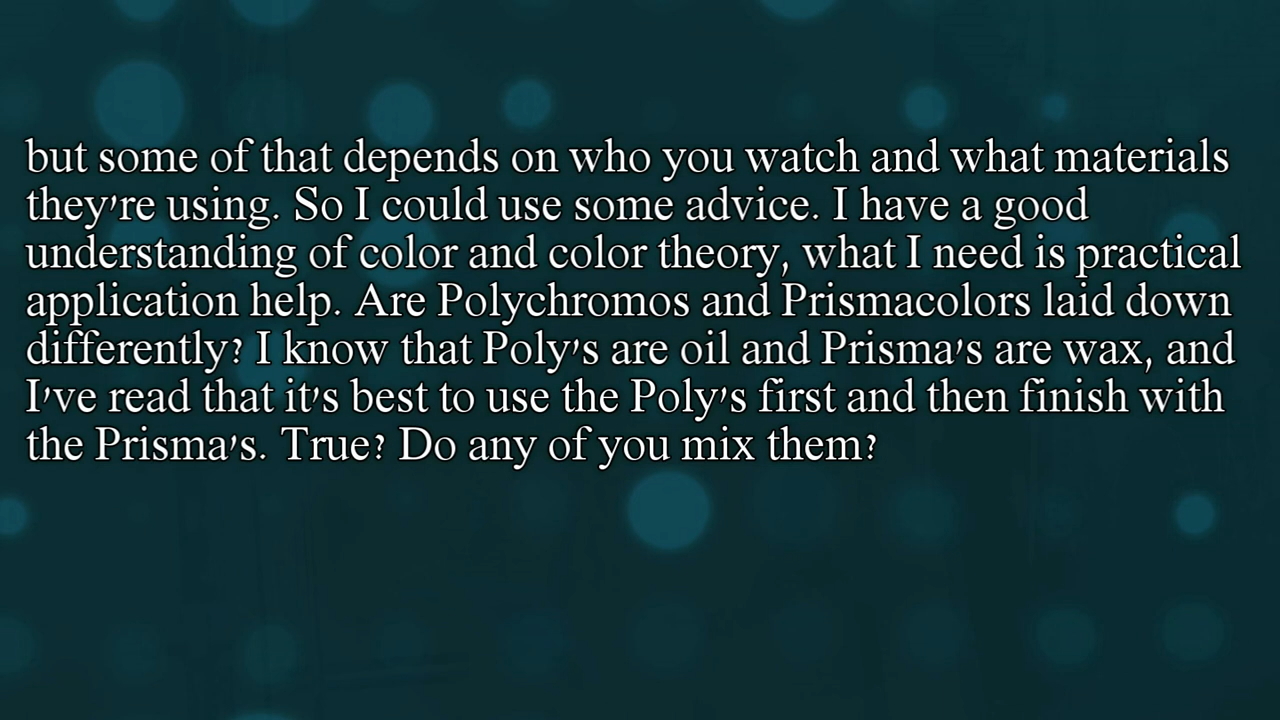 but some of that depends on who you watch and what materials
they're using. So I could use some advice. I have a good
understanding of color and color theory, what I need is practical
application help. Are Polychromos and Prismacolors laid down
differently? I know that Poly's are oil and Prisma's are wax, and
I've read that it's best to use the Poly's first and then finish with
the Prisma's. True? Do any of you mix them?